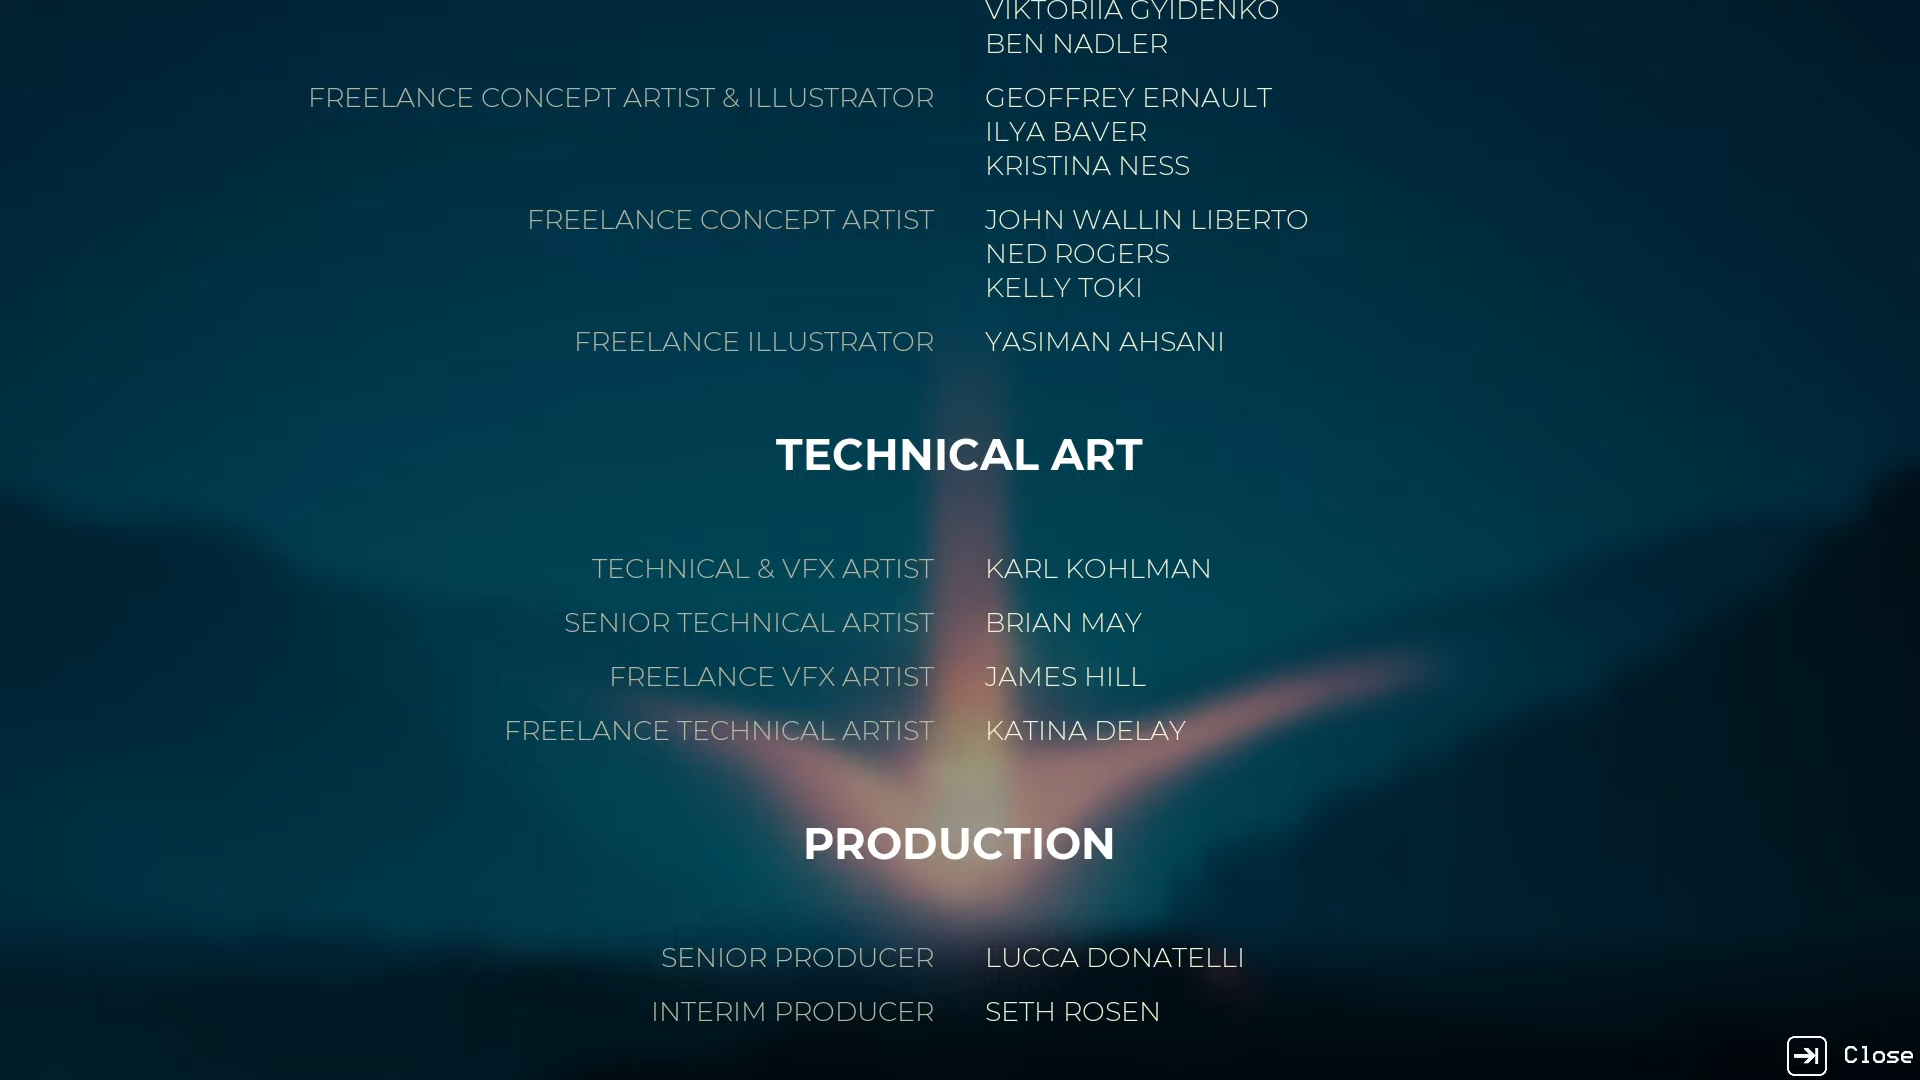 VIKTORIIA GYIDENKO
BEN NADLER
FREELANCE CONCEPT ARTIST & ILLUSTRATOR GEOFFREY ERNAULT
ILYA BAVER
KRISTINA NESS
FREELANCE CONCEPT ARTIST JOHN WALLIN LIBERTO
NED ROGERS
KELLY TOKI
FREELANCE ILLUSTRATOR YASIMAN AHSANI
TECHNICAL ART
TECHNICAL & VFX ARTIST KARL KOHLMAN
SENIOR TECHNICAL ARTIST BRIAN MAY
FREELANCE VFX ARTIST JAMES HILL
FREELANCE TECHNICAL ARTIST KATINA DELAY
PRODUCTION
SENIOR PRODUCER LUCCA DONATELLI
INTERIM PRODUCER SETH ROSEN
Close